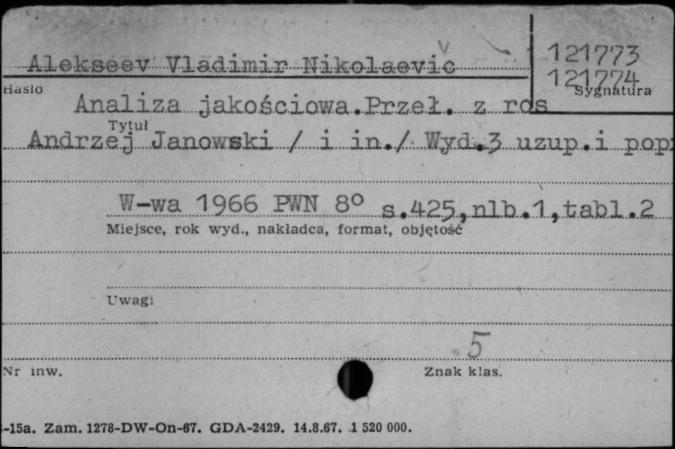 Alekseev Vladimir Nikolaevič
121773
121774
Hasło
Sygnatura
Analiza jakościowa.Przeł. z ros
Tytuł
Andrzej Janowski / i in./ Wyd.3 uzup.i popr
W-wa 1966 PWN 8° s.425,nlb.1,tabl.2
Miejsce, rok wyd., nakładca, format, objętość
Uwagi
5
Nr inw.
Znak klas.
-15a. Zam. 1278-DW-On-67. GDA-2429. 14.8.67. 1 520 000.